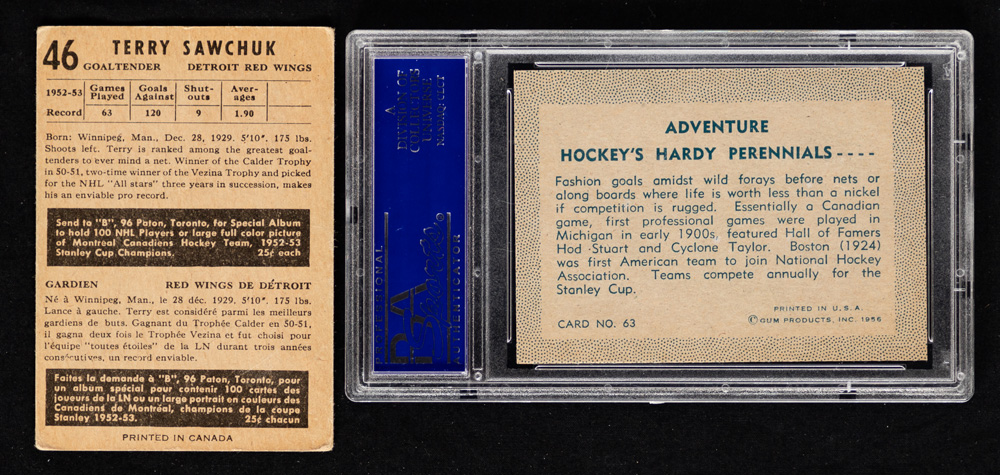 46 TERRY SAWCHUK
GOALTENDER DETROIT RED WINGS
1952-53 Games Played Goals Against Shut-outs Aver-ages
Record 63 120 9 1.90
Born: Winnipeg, Man., Dec. 28, 1929. 5'10". 175 lbs.
Shoots left. Terry is ranked among the greatest goal-
tenders to ever mind a net. Winner of the Calder Trophy
in 50-51, two-time winner of the Vezina Trophy and picked
for the NHL "All stars" three years in succession, makes
his an enviable pro record.
Send to "B", 96 Paton, Toronto, for Special Album
to hold 100 NHL Players or large full color picture
of Montreal Canadiens Hockey Team, 1952-53
Stanley Cup Champions. 25¢ each
GARDIEN RED WINGS DE DÉTROIT
Né à Winnipeg, Man., le 28 déc. 1929. 5'10". 175 lbs.
Lance à gauche. Terry est considéré parmi les meilleurs
gardiens de buts. Gagnant du Trophée Calder en 50-51,
il gagna deux fois le Trophée Vezina et fut choisi pour
l'équipe "toutes étoiles" de la LN durant trois années
consécutives, un record enviable.
Faites la demande à "B", 96 Paton, Toronto, pour
un album spécial pour contenir 100 cartes des
joueurs de la LN ou un large portrait en couleurs des
Canadiens de Montréal, champions de la coupe
Stanley 1952-53. 25¢ chacun
PRINTED IN CANADA
A
DIVISION OF
COLLECTORS
UNIVERSE
NASDAQ: CLCT
PROFESSIONAL
PSA
AUTHENTICATOR
ADVENTURE
HOCKEY'S HARDY PERENNIALS ----
Fashion goals amidst wild forays before nets or
along boards where life is worth less than a nickel
if competition is rugged. Essentially a Canadian
game, first professional games were played in
Michigan in early 1900s, featured Hall of Famers
Hod Stuart and Cyclone Taylor. Boston (1924)
was first American team to join National Hockey
Association. Teams compete annually for the
Stanley Cup.
PRINTED IN U.S.A.
CARD NO. 63 ©GUM PRODUCTS, INC. 1956